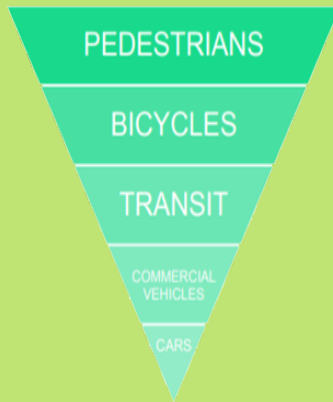 PEDESTRIANS
BICYCLES
TRANSIT
COMMERCIAL
VEHICLES
CARS